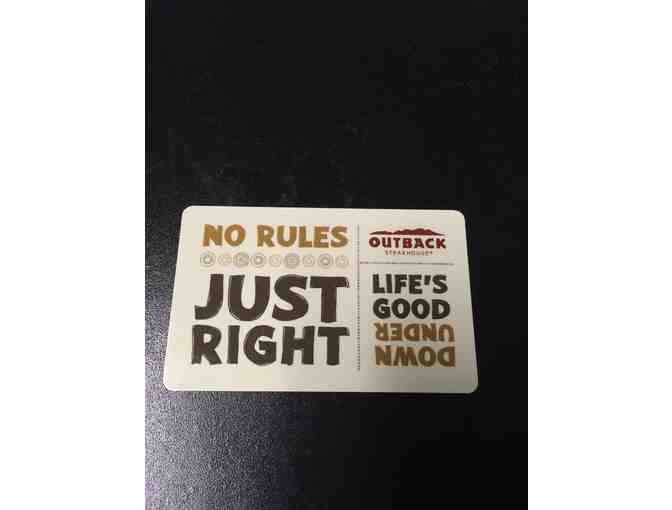 NO RULES
JUST
RIGHT
OUTBACK
STEAKHOUSE®
LIFE'S
GOOD
DOWN
UNDER